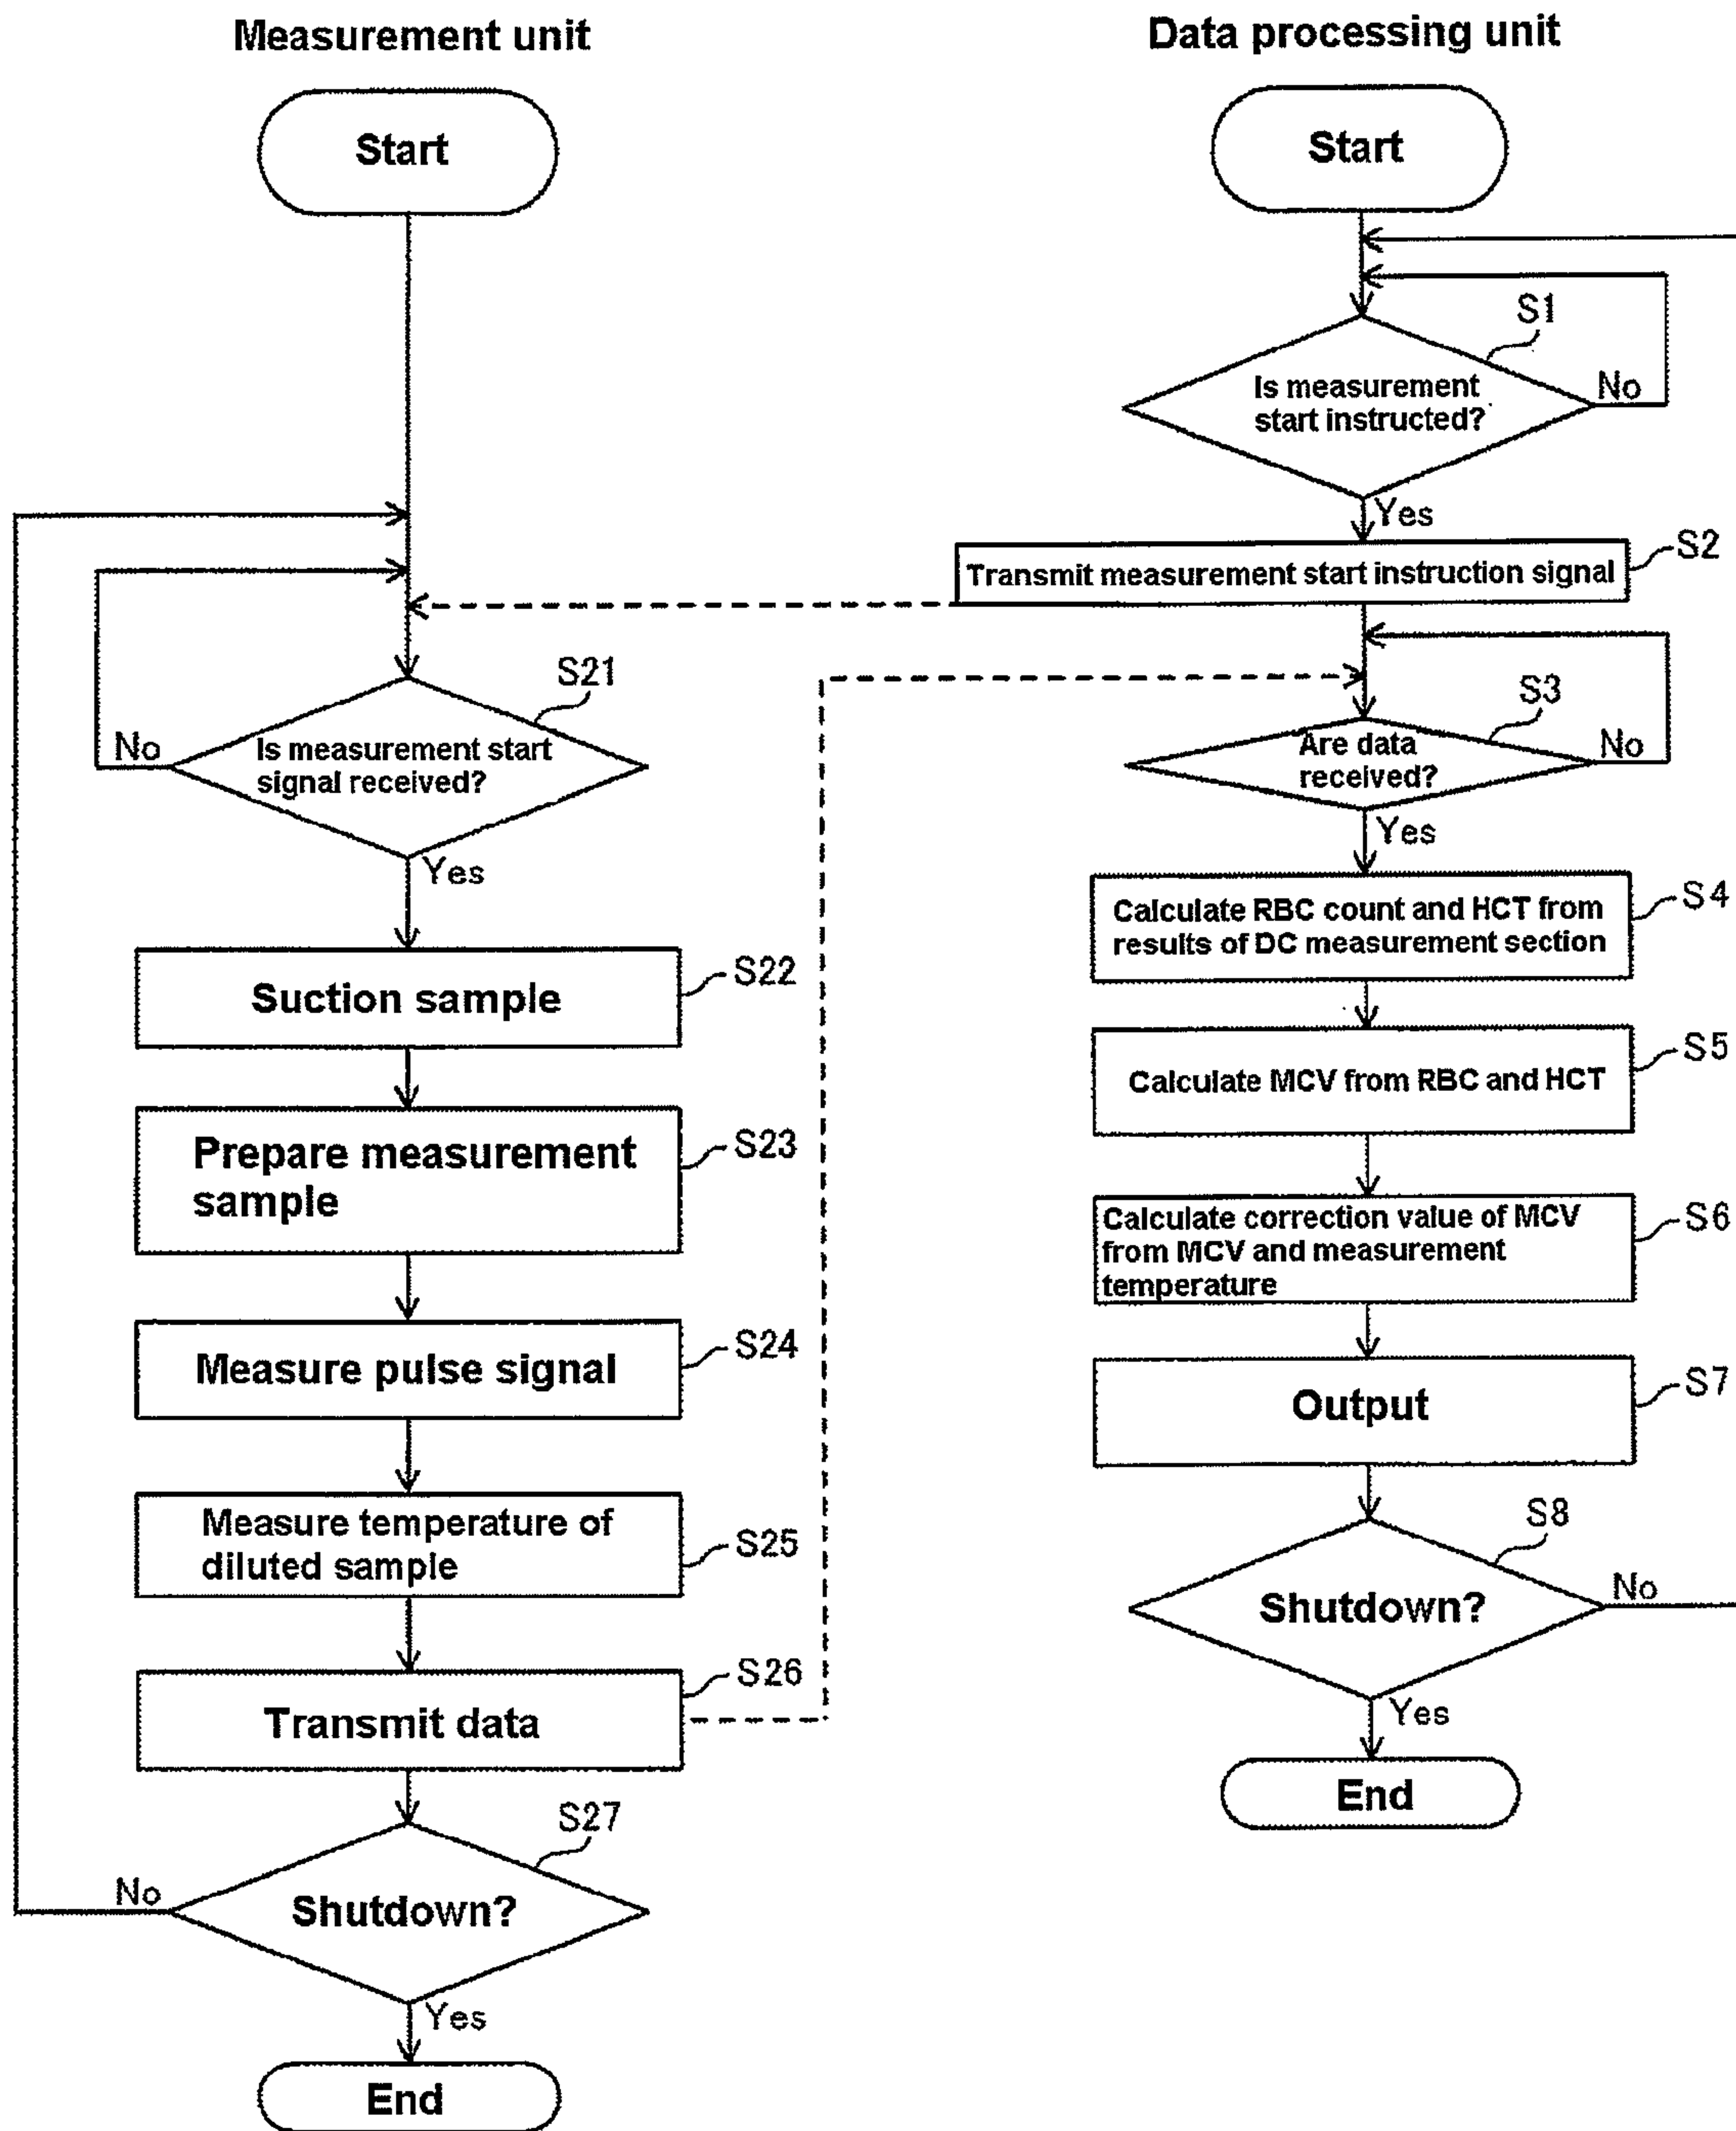 Measurement unit
Start
S21
Is measurement start
signal received?
No
Yes
Suction sample
S22
Prepare measurement
sample
S23
Measure pulse signal
S24
Measure temperature of
diluted sample
S25
Transmit data
S26
S27
Shutdown?
No
Yes
End
Data processing unit
Start
S1
Is measurement
start instructed?
No
Yes
Transmit measurement start instruction signal
S2
S3
Are data
received?
No
Yes
Calculate RBC count and HCT from
results of DC measurement section
S4
Calculate MCV from RBC and HCT
S5
Calculate correction value of MCV
from MCV and measurement
temperature
S6
Output
S7
S8
Shutdown?
No
Yes
End